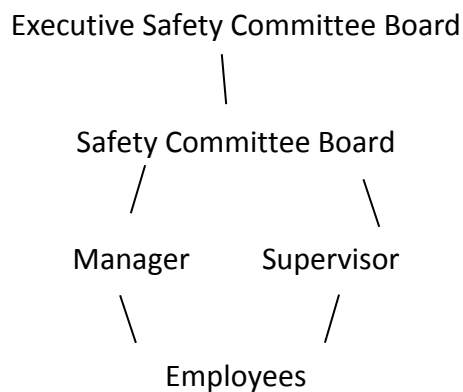 Executive Safety Committee Board
Safety Committee Board
Manager Supervisor
Employees